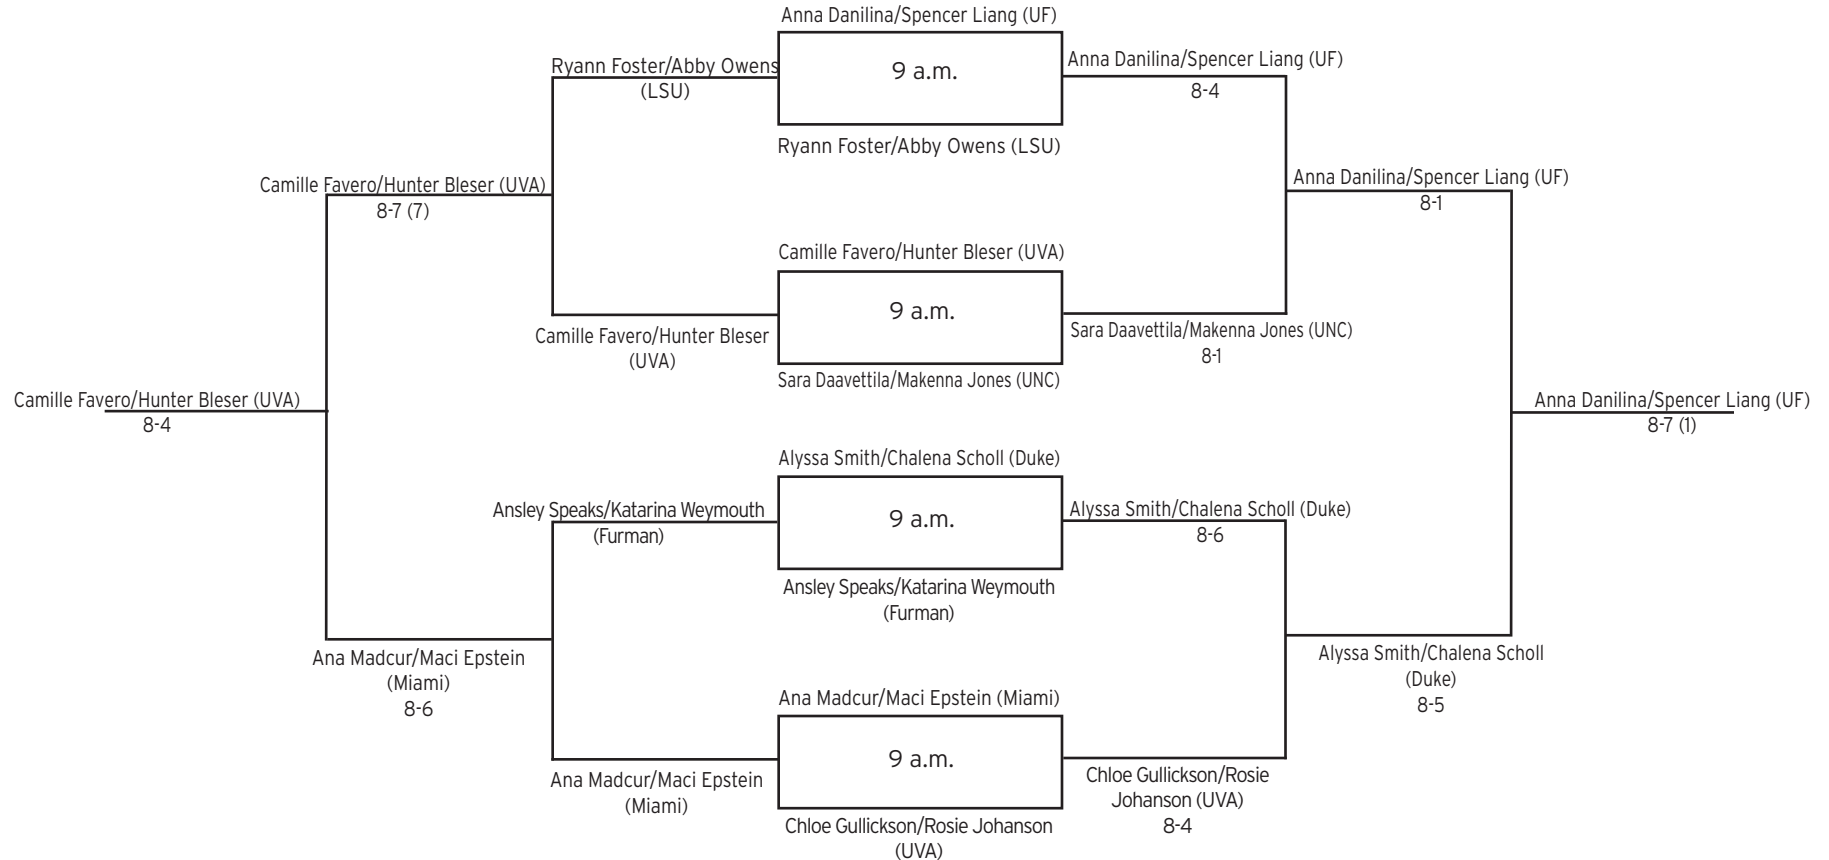 Anna Danilina/Spencer Liang (UF)
Ryann Foster/Abby Owens
(LSU)
9 a.m.
Anna Danilina/Spencer Liang (UF)
8-4
Ryann Foster/Abby Owens (LSU)
Camille Favero/Hunter Bleser (UVA)
8-7 (7)
Anna Danilina/Spencer Liang (UF)
8-1
Camille Favero/Hunter Bleser (UVA)
9 a.m.
Camille Favero/Hunter Bleser
(UVA)
Sara Daavettila/Makenna Jones (UNC)
8-1
Sara Daavettila/Makenna Jones (UNC)
Camille Favero/Hunter Bleser (UVA)
8-4
Anna Danilina/Spencer Liang (UF)
8-7 (1)
Alyssa Smith/Chalena Scholl (Duke)
Ansley Speaks/Katarina Weymouth
(Furman)
9 a.m.
Alyssa Smith/Chalena Scholl (Duke)
8-6
Ansley Speaks/Katarina Weymouth
(Furman)
Ana Madcur/Maci Epstein
(Miami)
8-6
Alyssa Smith/Chalena Scholl
(Duke)
8-5
Ana Madcur/Maci Epstein (Miami)
9 a.m.
Ana Madcur/Maci Epstein
(Miami)
Chloe Gullickson/Rosie
Johanson (UVA)
8-4
Chloe Gullickson/Rosie Johanson
(UVA)